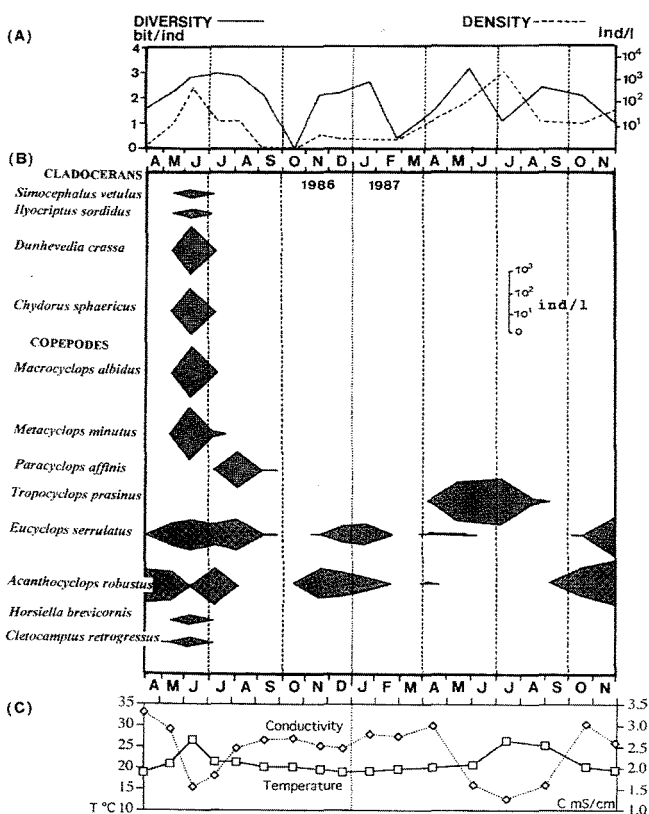 DIVERSITY DENSITY
(A) bit/ind ind/l
4 10⁴
3 10³
2 10²
1 10¹
0
A M J J A S O N D J F M A M J J A S O N
(B)
CLADOCERANS 1986 1987
Simocephalus vetulus
Ilyocriptus sordidus
Dunhevedia crassa
10³
10²
Chydorus sphaericus 10¹ ind/l
0
COPEPODES
Macrocyclops albidus
Metacyclops minutus
Paracyclops affinis
Tropocyclops prasinus
Eucyclops serrulatus
Acanthocyclops robustus
Horsiella brevicornis
Cletocamptus retrogressus
A M J J A S O N D J F M A M J J A S O N
(C)
35 3.5
30 Conductivity 3.0
25 2.5
20 2.0
15 Temperature 1.5
T °C 10 C mS/cm 1.0